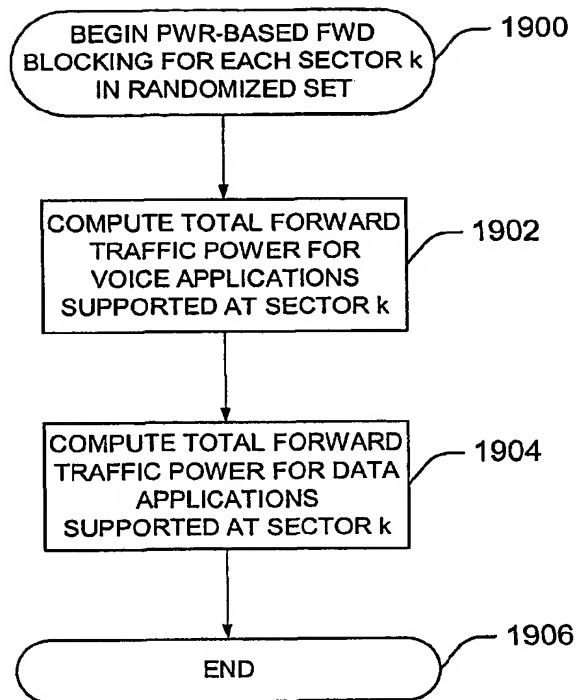 BEGIN PWR-BASED FWD
BLOCKING FOR EACH SECTOR k
IN RANDOMIZED SET
1900
COMPUTE TOTAL FORWARD
TRAFFIC POWER FOR
VOICE APPLICATIONS
SUPPORTED AT SECTOR k
1902
COMPUTE TOTAL FORWARD
TRAFFIC POWER FOR DATA
APPLICATIONS
SUPPORTED AT SECTOR k
1904
END
1906